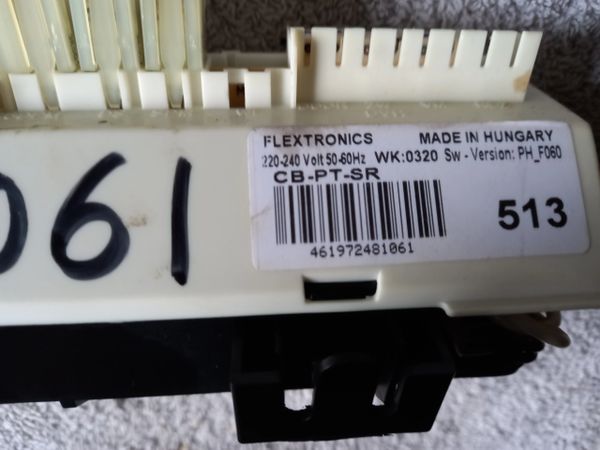 FLEXTRONICS MADE IN HUNGARY
220-240 Volt 50-60Hz WK:0320 Sw - Version: PH_F060
CB-PT-SR
513
461972481061
061